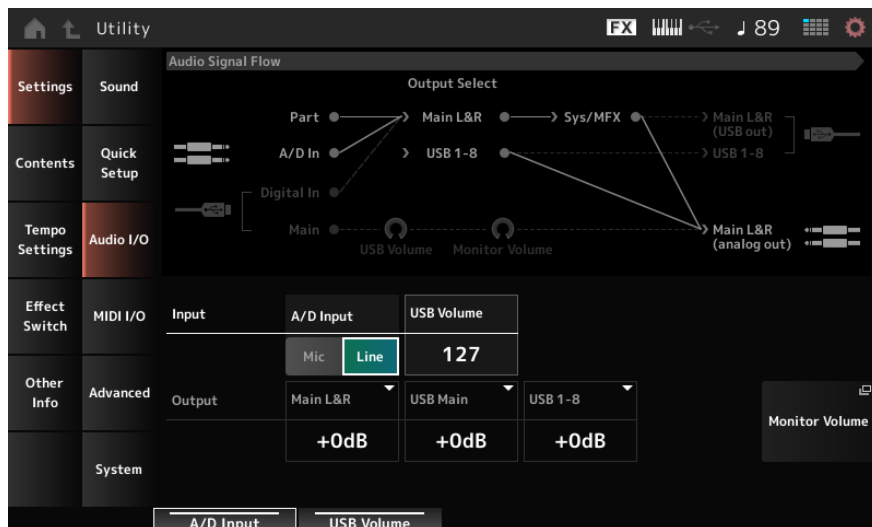 Utility
FX
89
Settings
Sound
Contents
Quick
Setup
Tempo
Settings
Audio I/O
Effect
Switch
MIDI I/O
Other
Info
Advanced
System
Audio Signal Flow
Output Select
Part
Main L&R
Sys/MFX
Main L&R
(USB out)
A/D In
USB 1-8
USB 1-8
Digital In
Main
USB Volume
Monitor Volume
Main L&R
(analog out)
Input
A/D Input
USB Volume
Mic
Line
127
Output
Main L&R
USB Main
USB 1-8
+0dB
+0dB
+0dB
Monitor Volume
A/D Input
USB Volume